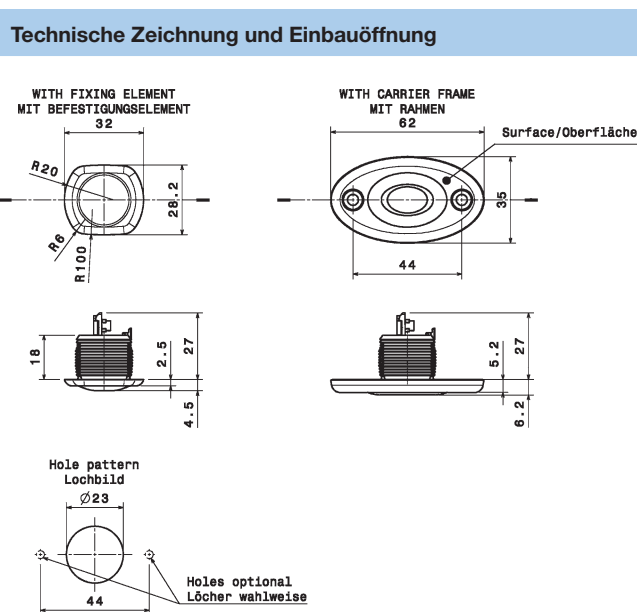 Technische Zeichnung und Einbauöffnung
WITH FIXING ELEMENT
MIT BEFESTIGUNGSELEMENT
32
R20
28.2
R6
R100
WITH CARRIER FRAME
MIT RAHMEN
62
Surface/Oberfläche
35
44
18
2.5
27
4.5
5.2
27
6.2
Hole pattern
Lochbild
Ø23
44
Holes optional
Löcher wahlweise